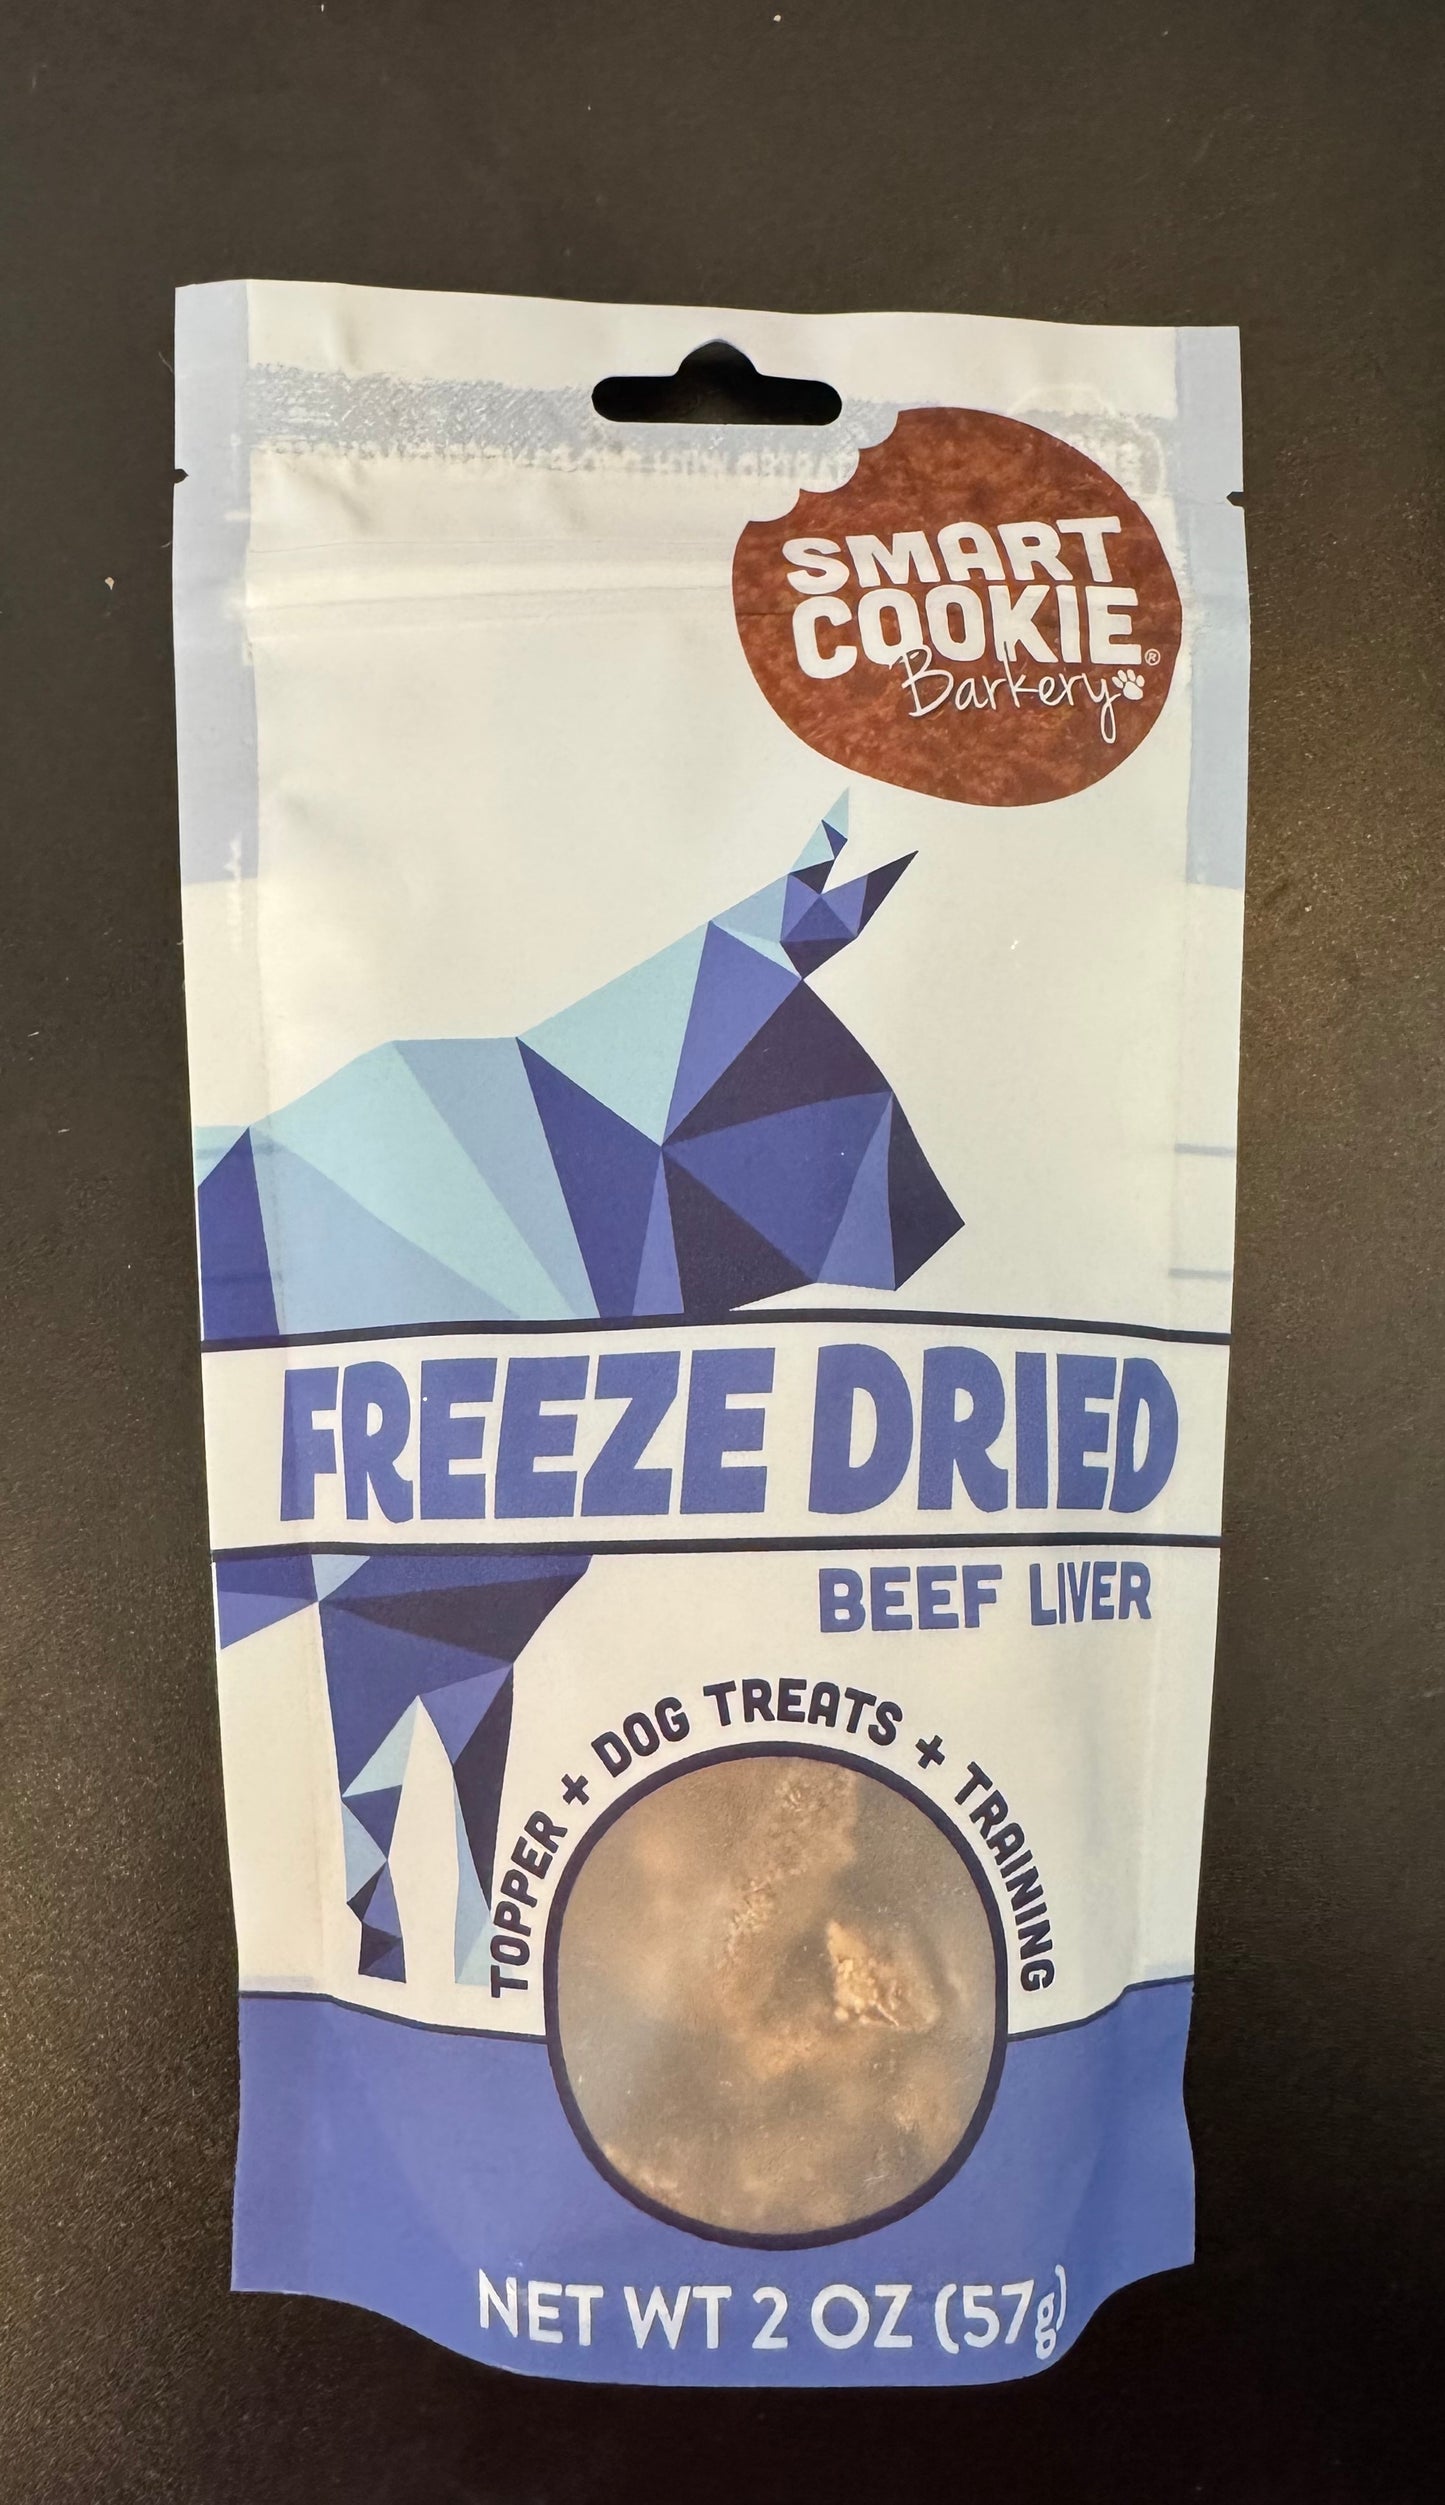 SMART
COOKIE®
Barkery
FREEZE DRIED
BEEF LIVER
TOPPER + DOG TREATS + TRAINING
NET WT 2 OZ (57g)